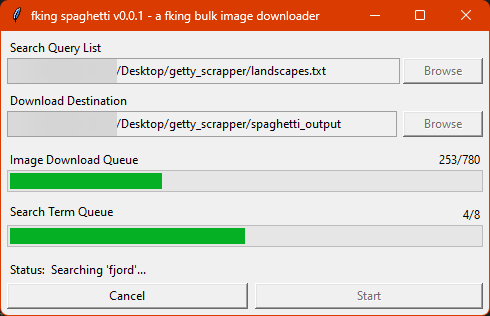 fking spaghetti v0.0.1 - a fking bulk image downloader
Search Query List
/Desktop/getty_scrapper/landscapes.txt
Browse
Download Destination
/Desktop/getty_scrapper/spaghetti_output
Browse
Image Download Queue
253/780
Search Term Queue
4/8
Status: Searching 'fjord'...
Cancel
Start